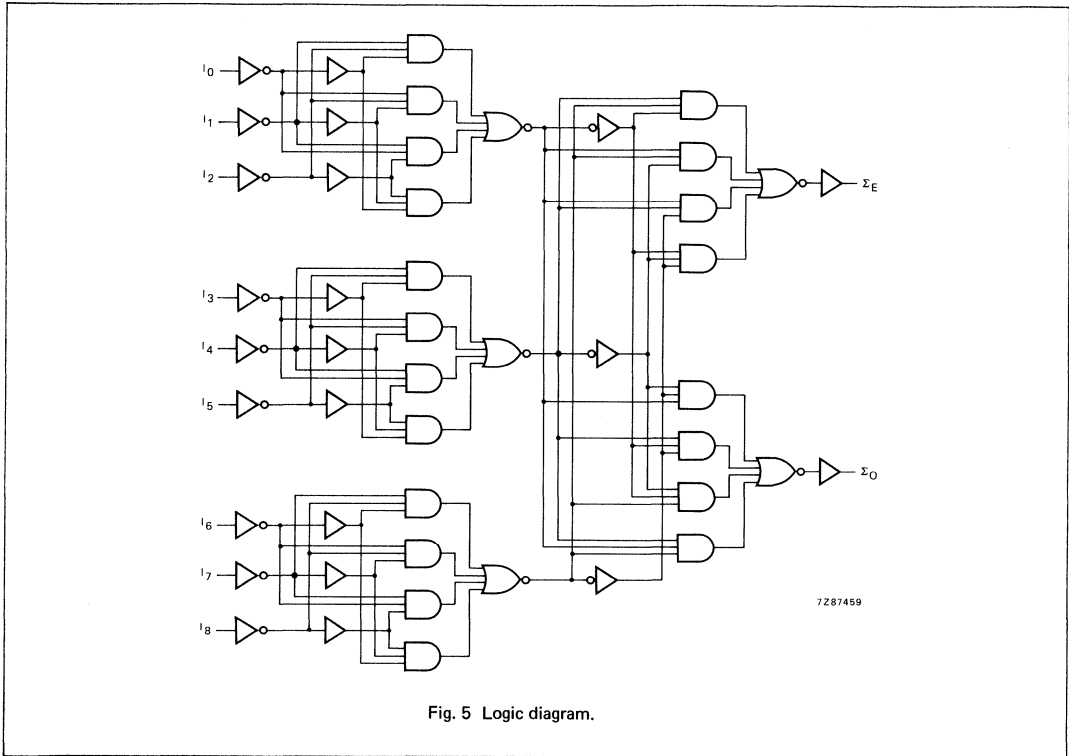 I0
I1
I2
I3
I4
I5
I6
I7
I8
ΣE
ΣO
7Z87459
Fig. 5 Logic diagram.